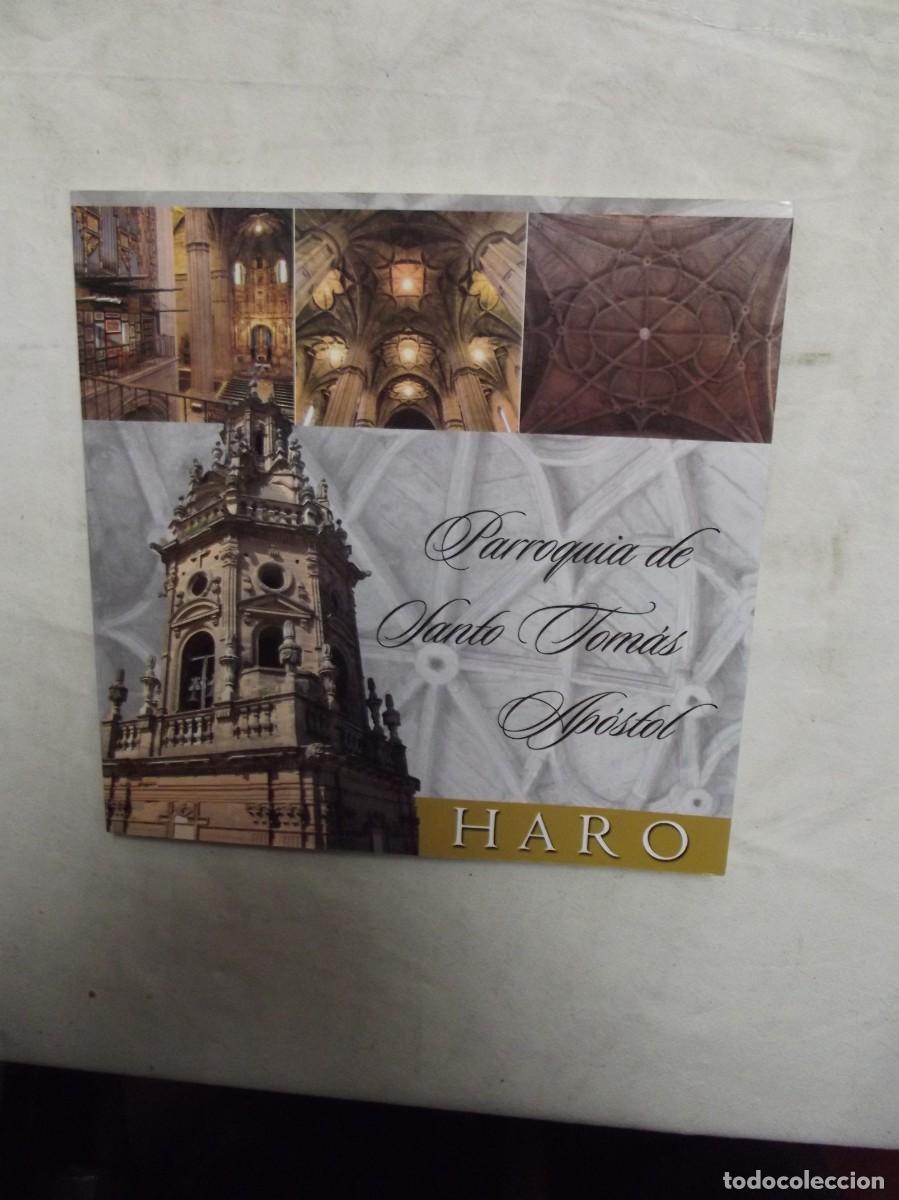 Parroquia de
Santo Tomás
Apóstol
HARO
todocoleccion